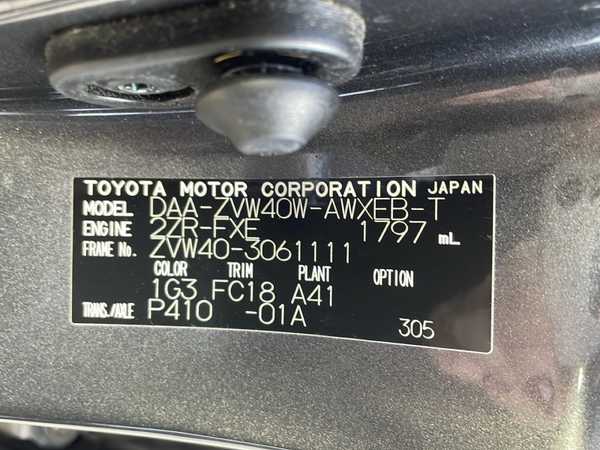 TOYOTA MOTOR CORPORATION JAPAN
MODEL DAA-ZVW40W-AWXEB-T
ENGINE 2ZR-FXE 1797 mL
FRAME No. ZVW40-3061111
COLOR TRIM PLANT OPTION
1G3 FC18 A41
TRANS./AXLE P410 -01A
305